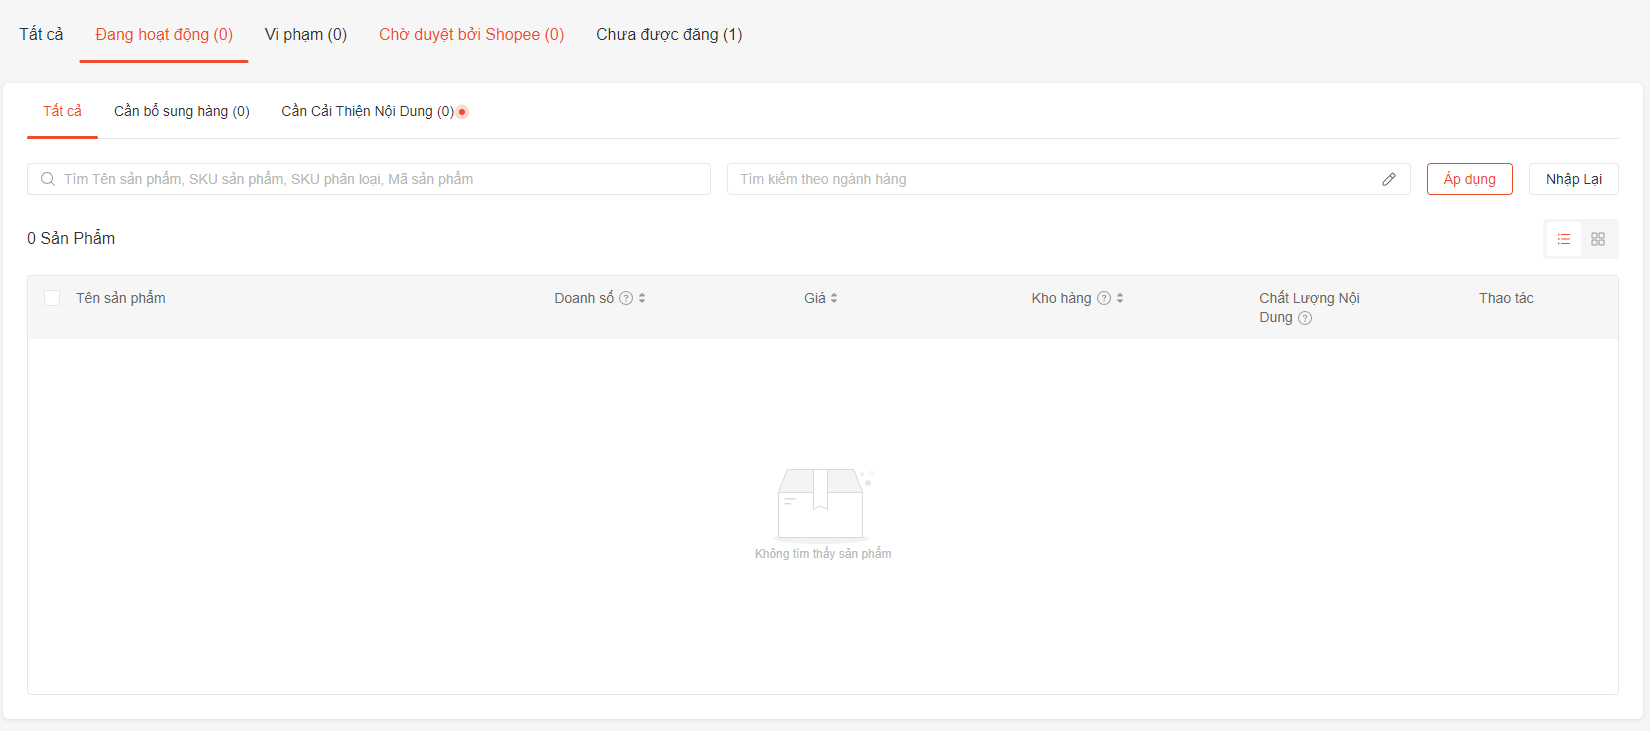 Tất cả Đang hoạt động (0) Vi phạm (0) Chờ duyệt bởi Shopee (0) Chưa được đăng (1)
Tất cả Cần bổ sung hàng (0) Cần Cải Thiện Nội Dung (0)
Tìm Tên sản phẩm, SKU sản phẩm, SKU phân loại, Mã sản phẩm Tìm kiếm theo ngành hàng Áp dụng Nhập Lại
0 Sản Phẩm
Tên sản phẩm Doanh số Giá Kho hàng Chất Lượng Nội Thao tác
Dung
Không tìm thấy sản phẩm